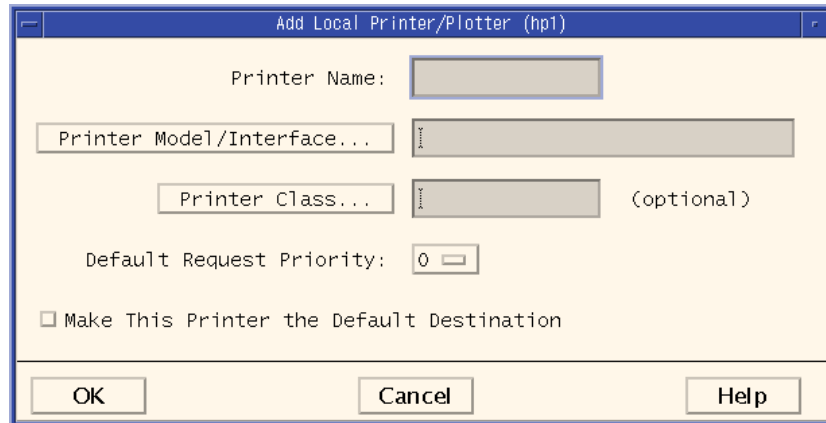 Add Local Printer/Plotter (hp1)
Printer Name:
Printer Model/Interface...
Printer Class... (optional)
Default Request Priority: 0
Make This Printer the Default Destination
OK Cancel Help